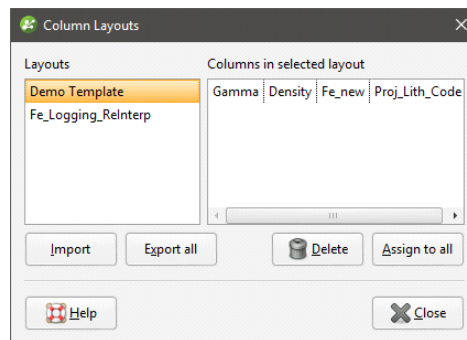 Column Layouts
Layouts
Columns in selected layout
Demo Template
Fe_Logging_ReInterp
Gamma Density Fe_new Proj_Lith_Code
Import
Export all
Delete
Assign to all
Help
Close